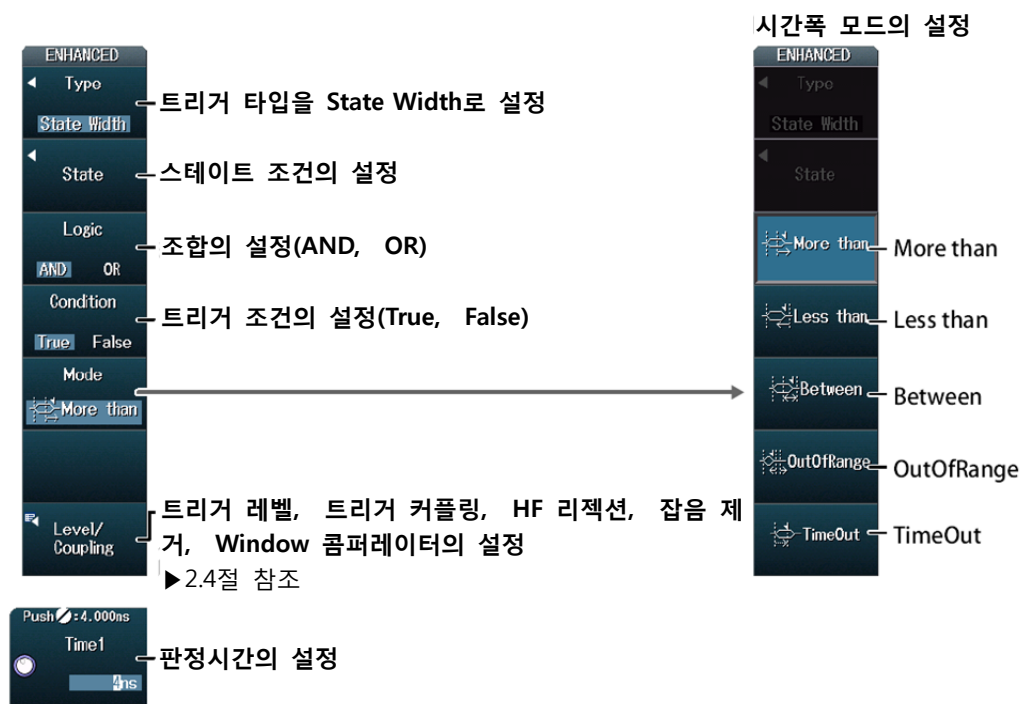 시간폭 모드의 설정
ENHANCED
Type
State Width
트리거 타입을 State Width로 설정
State
스테이트 조건의 설정
Logic
AND OR
조합의 설정(AND, OR)
Condition
True False
트리거 조건의 설정(True, False)
Mode
More than
Level/
Coupling
트리거 레벨, 트리거 커플링, HF 리젝션, 잡음 제
거, Window 콤퍼레이터의 설정
▶2.4절 참조
Push :4.000ns
Time1
4ns
판정시간의 설정
ENHANCED
Type
State Width
State
More than
More than
Less than
Less than
Between
Between
OutOfRange
OutOfRange
TimeOut
TimeOut